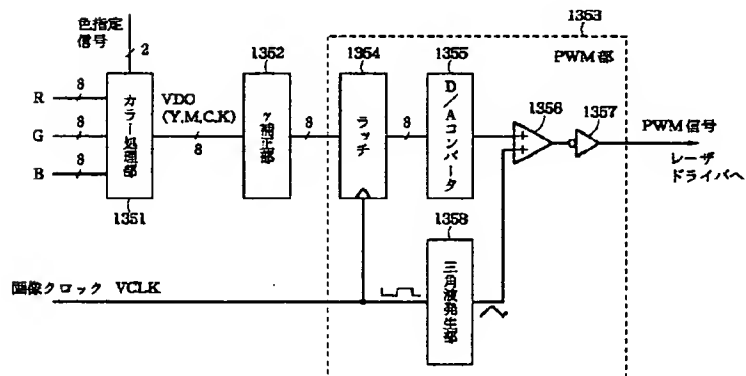 色指定
信号
2
R
8
G
8
B
8
カラー処理部
1351
VDO
(Y,M,C,K)
8
1352
γ補正部
8
1353
PWM部
1354
ラッチ
8
1355
D/Aコンバータ
1356
1357
PWM信号
レーザ
ドライバへ
1358
三角波発生部
画像クロック VCLK